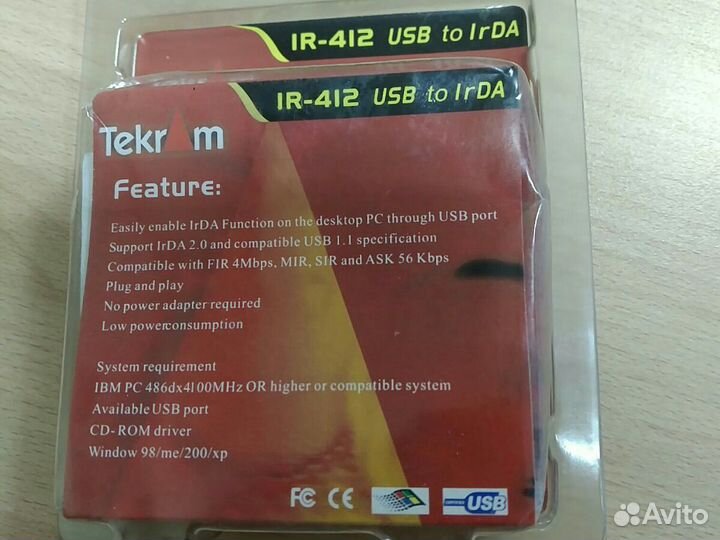 IR-412 USB to IrDA
IR-412 USB to IrDA
Tekram
Feature:
Easily enable IrDA Function on the desktop PC through USB port
Support IrDA 2.0 and compatible USB 1.1 specification
Compatible with FIR 4Mbps, MIR, SIR and ASK 56 Kbps
Plug and play
No power adapter required
Low powerconsumption
System requirement
IBM PC 486dx4100MHz OR higher or compatible system
Available USB port
CD-ROM driver
Window 98/me/200/xp
FC CE CERTIFIED USB
Avito